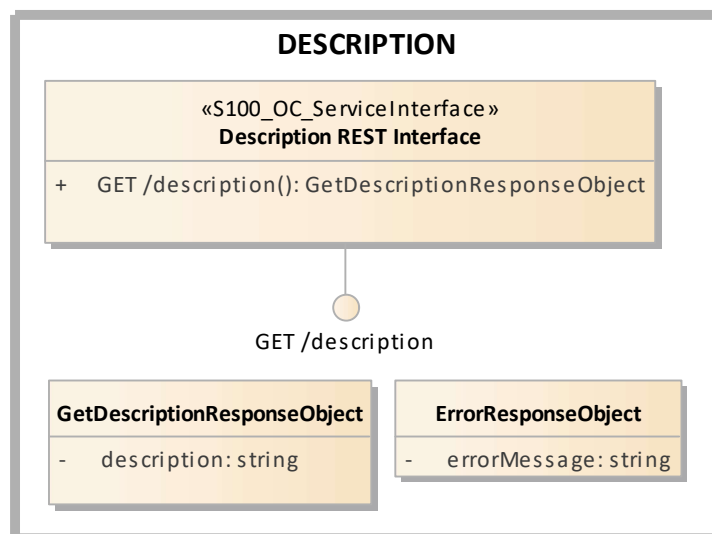 DESCRIPTION
«S100_OC_ServiceInterface»
Description REST Interface
+ GET /description(): GetDescriptionResponseObject
GET /description
GetDescriptionResponseObject
- description: string
ErrorResponseObject
- errorMessage: string